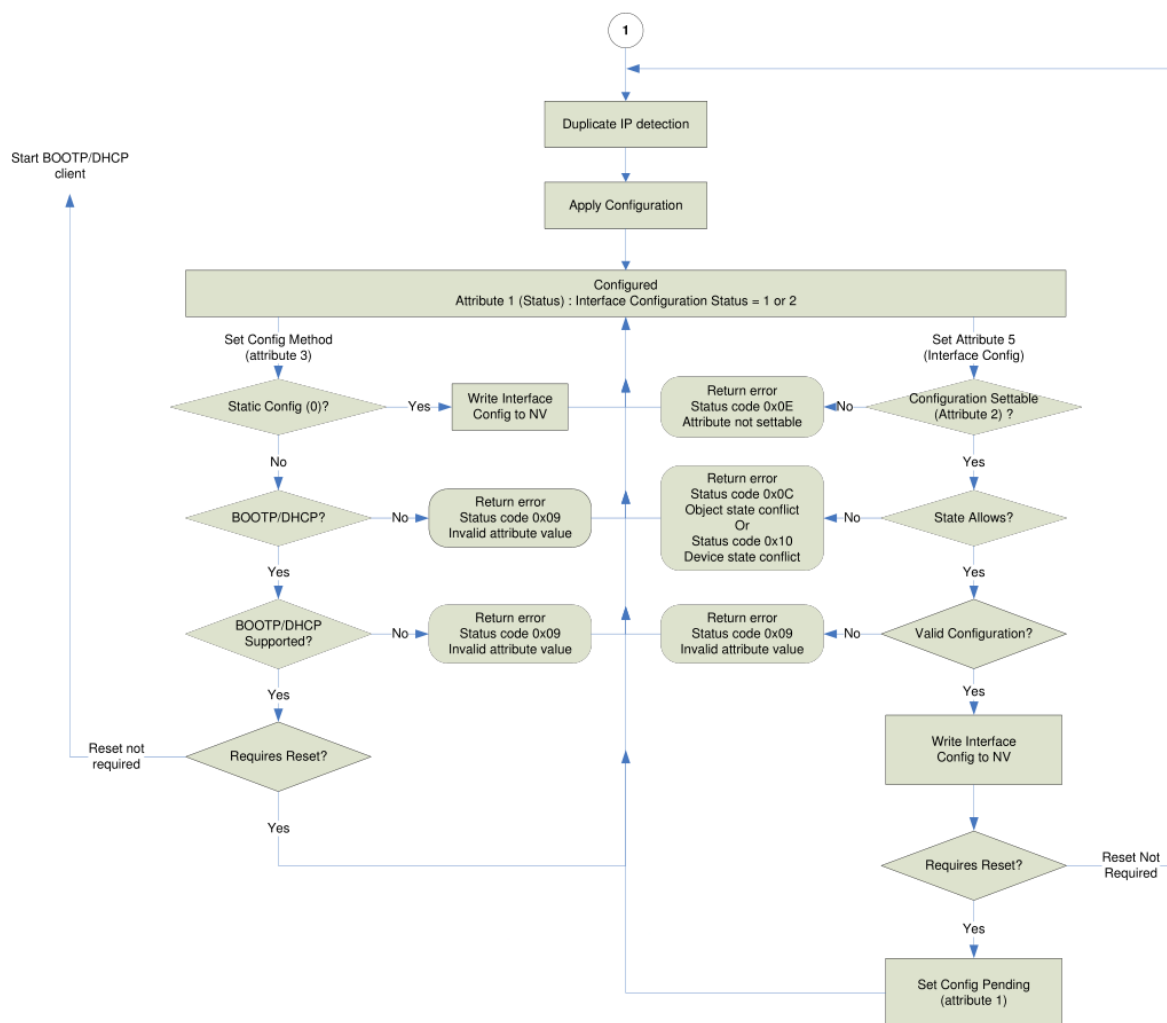 1
Duplicate IP detection
Start BOOTP/DHCP
client
Apply Configuration
Configured
Attribute 1 (Status) : Interface Configuration Status = 1 or 2
Set Config Method
(attribute 3)
Set Attribute 5
(Interface Config)
Static Config (0)?
Yes
Write Interface
Config to NV
Return error
Status code 0x0E
Attribute not settable
No
Configuration Settable
(Attribute 2) ?
No
Yes
BOOTP/DHCP?
No
Return error
Status code 0x09
Invalid attribute value
Return error
Status code 0x0C
Object state conflict
Or
Status code 0x10
Device state conflict
No
State Allows?
Yes
Yes
BOOTP/DHCP
Supported?
No
Return error
Status code 0x09
Invalid attribute value
Return error
Status code 0x09
Invalid attribute value
No
Valid Configuration?
Yes
Yes
Requires Reset?
Reset not
required
Write Interface
Config to NV
Yes
Requires Reset?
Reset Not
Required
Yes
Set Config Pending
(attribute 1)